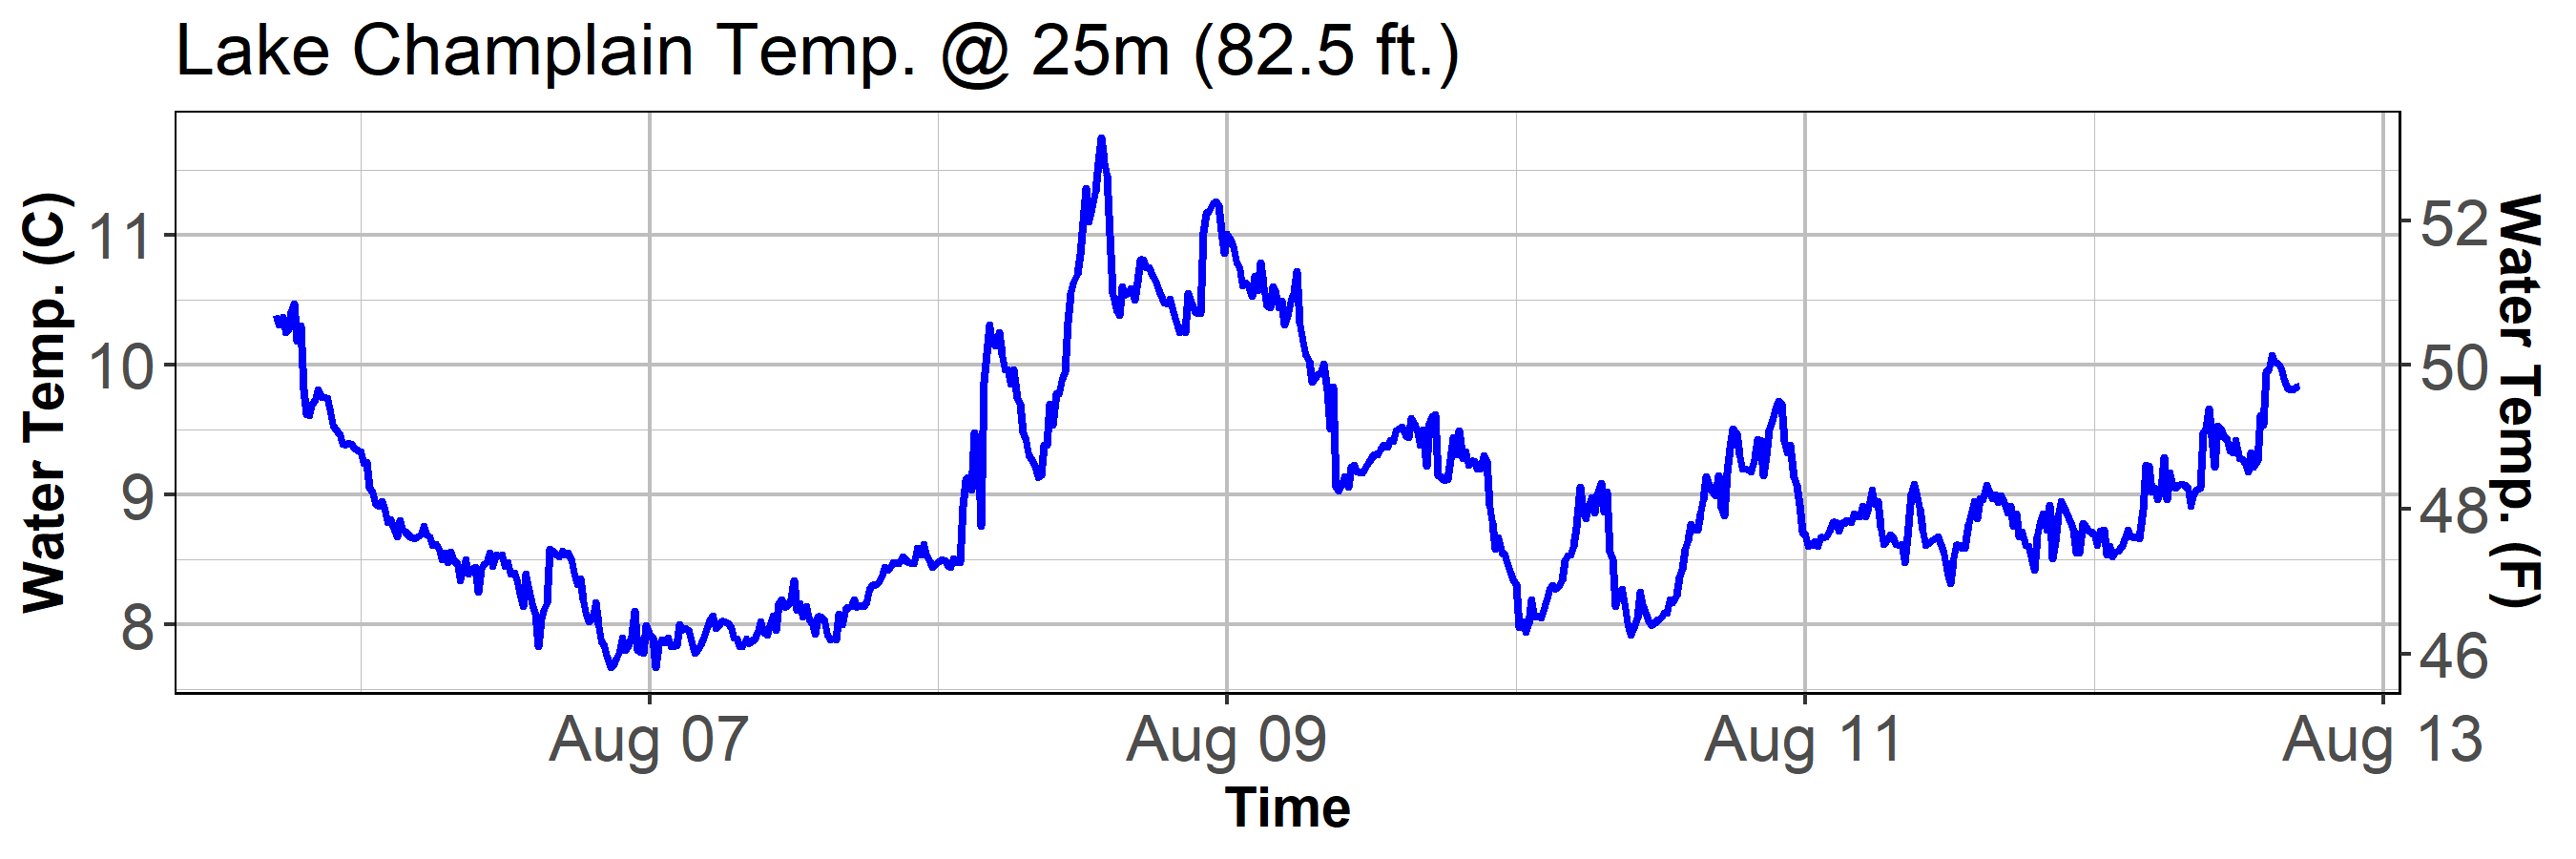 Lake Champlain Temp. @ 25m (82.5 ft.)
Water Temp. (C)
11
10
9
8
52
50
48
46
Water Temp. (F)
Aug 07 Aug 09 Aug 11 Aug 13
Time